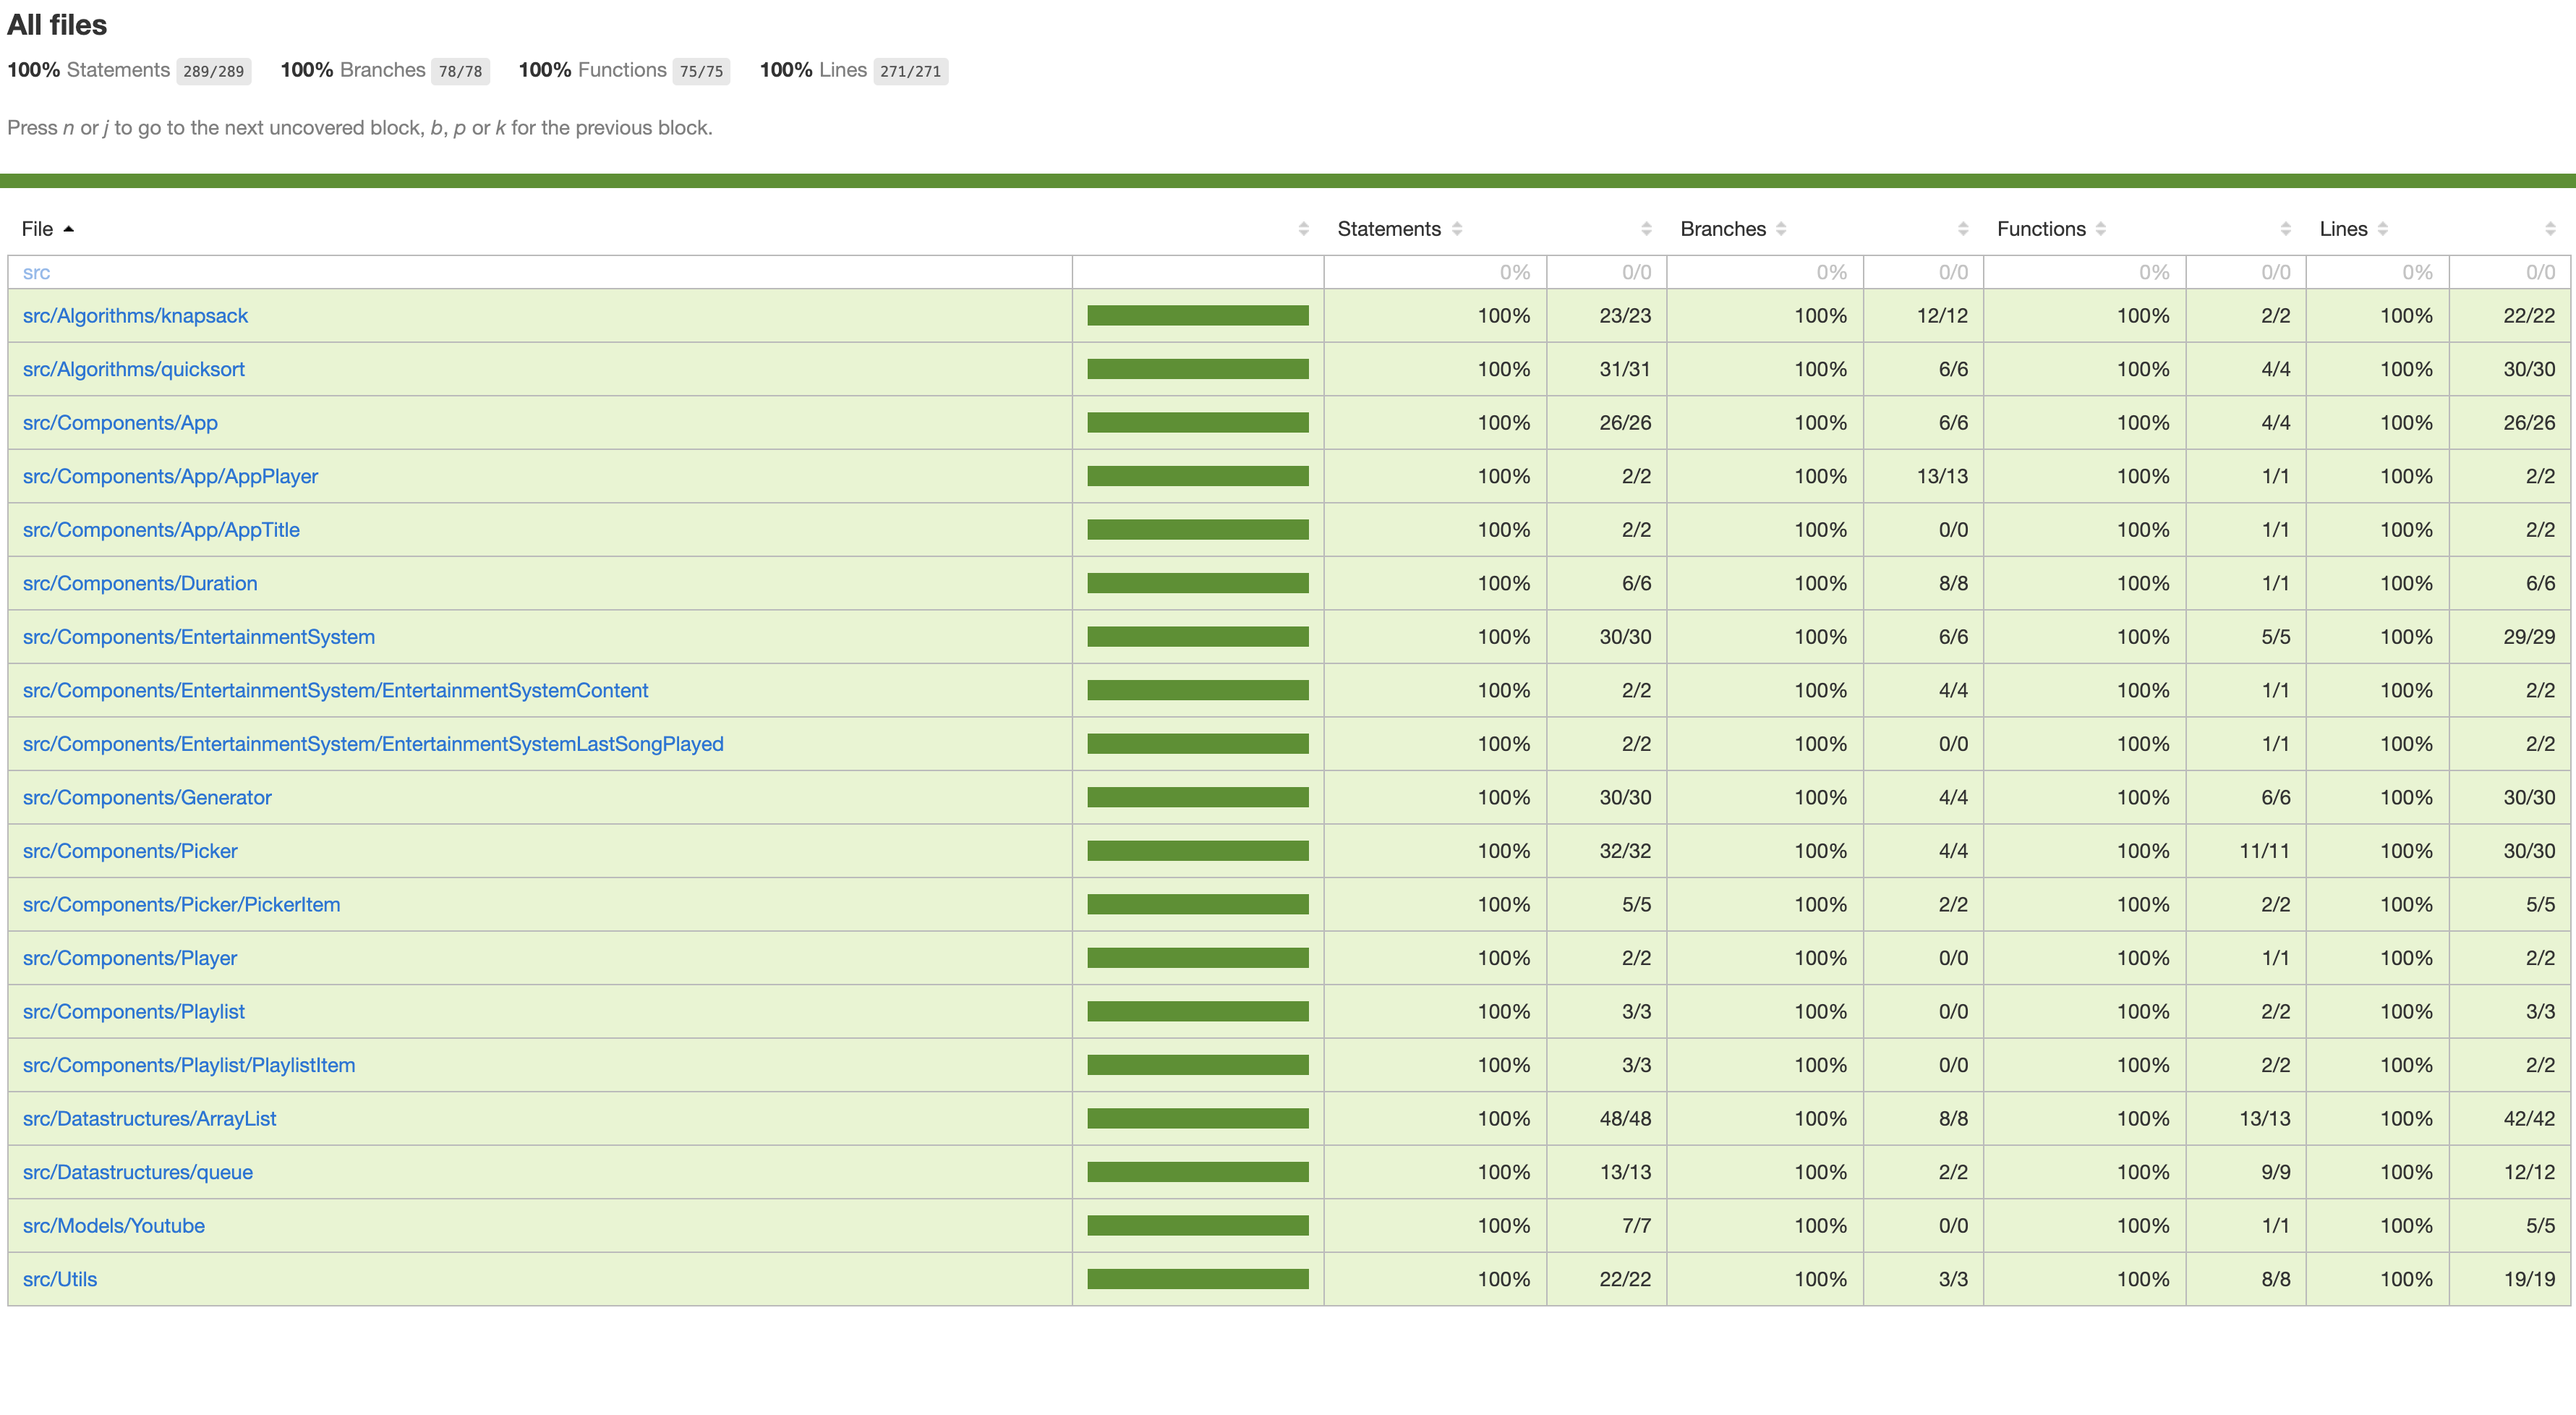 All files
100% Statements 289/289 100% Branches 78/78 100% Functions 75/75 100% Lines 271/271
Press n or j to go to the next uncovered block, b, p or k for the previous block.
File Statements Branches Functions Lines
src 0% 0/0 0% 0/0 0% 0/0 0% 0/0
src/Algorithms/knapsack 100% 23/23 100% 12/12 100% 2/2 100% 22/22
src/Algorithms/quicksort 100% 31/31 100% 6/6 100% 4/4 100% 30/30
src/Components/App 100% 26/26 100% 6/6 100% 4/4 100% 26/26
src/Components/App/AppPlayer 100% 2/2 100% 13/13 100% 1/1 100% 2/2
src/Components/App/AppTitle 100% 2/2 100% 0/0 100% 1/1 100% 2/2
src/Components/Duration 100% 6/6 100% 8/8 100% 1/1 100% 6/6
src/Components/EntertainmentSystem 100% 30/30 100% 6/6 100% 5/5 100% 29/29
src/Components/EntertainmentSystem/EntertainmentSystemContent 100% 2/2 100% 4/4 100% 1/1 100% 2/2
src/Components/EntertainmentSystem/EntertainmentSystemLastSongPlayed 100% 2/2 100% 0/0 100% 1/1 100% 2/2
src/Components/Generator 100% 30/30 100% 4/4 100% 6/6 100% 30/30
src/Components/Picker 100% 32/32 100% 4/4 100% 11/11 100% 30/30
src/Components/Picker/PickerItem 100% 5/5 100% 2/2 100% 2/2 100% 5/5
src/Components/Player 100% 2/2 100% 0/0 100% 1/1 100% 2/2
src/Components/Playlist 100% 3/3 100% 0/0 100% 2/2 100% 3/3
src/Components/Playlist/PlaylistItem 100% 3/3 100% 0/0 100% 2/2 100% 2/2
src/Datastructures/ArrayList 100% 48/48 100% 8/8 100% 13/13 100% 42/42
src/Datastructures/queue 100% 13/13 100% 2/2 100% 9/9 100% 12/12
src/Models/Youtube 100% 7/7 100% 0/0 100% 1/1 100% 5/5
src/Utils 100% 22/22 100% 3/3 100% 8/8 100% 19/19